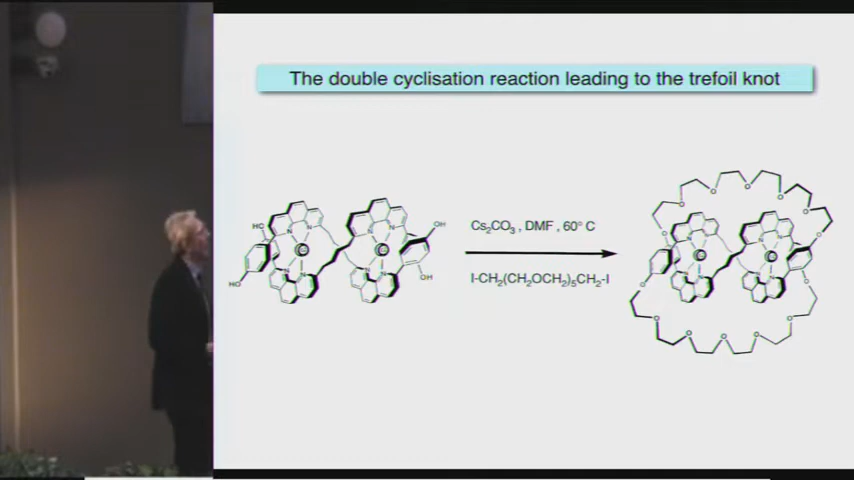 The double cyclisation reaction leading to the trefoil knot
HO
HO
OH
OH
N N
N N
Cs₂CO₃ , DMF , 60° C
I-CH₂(CH₂OCH₂)₅CH₂-I
O O O O O O
N N
N N
O O O O O O